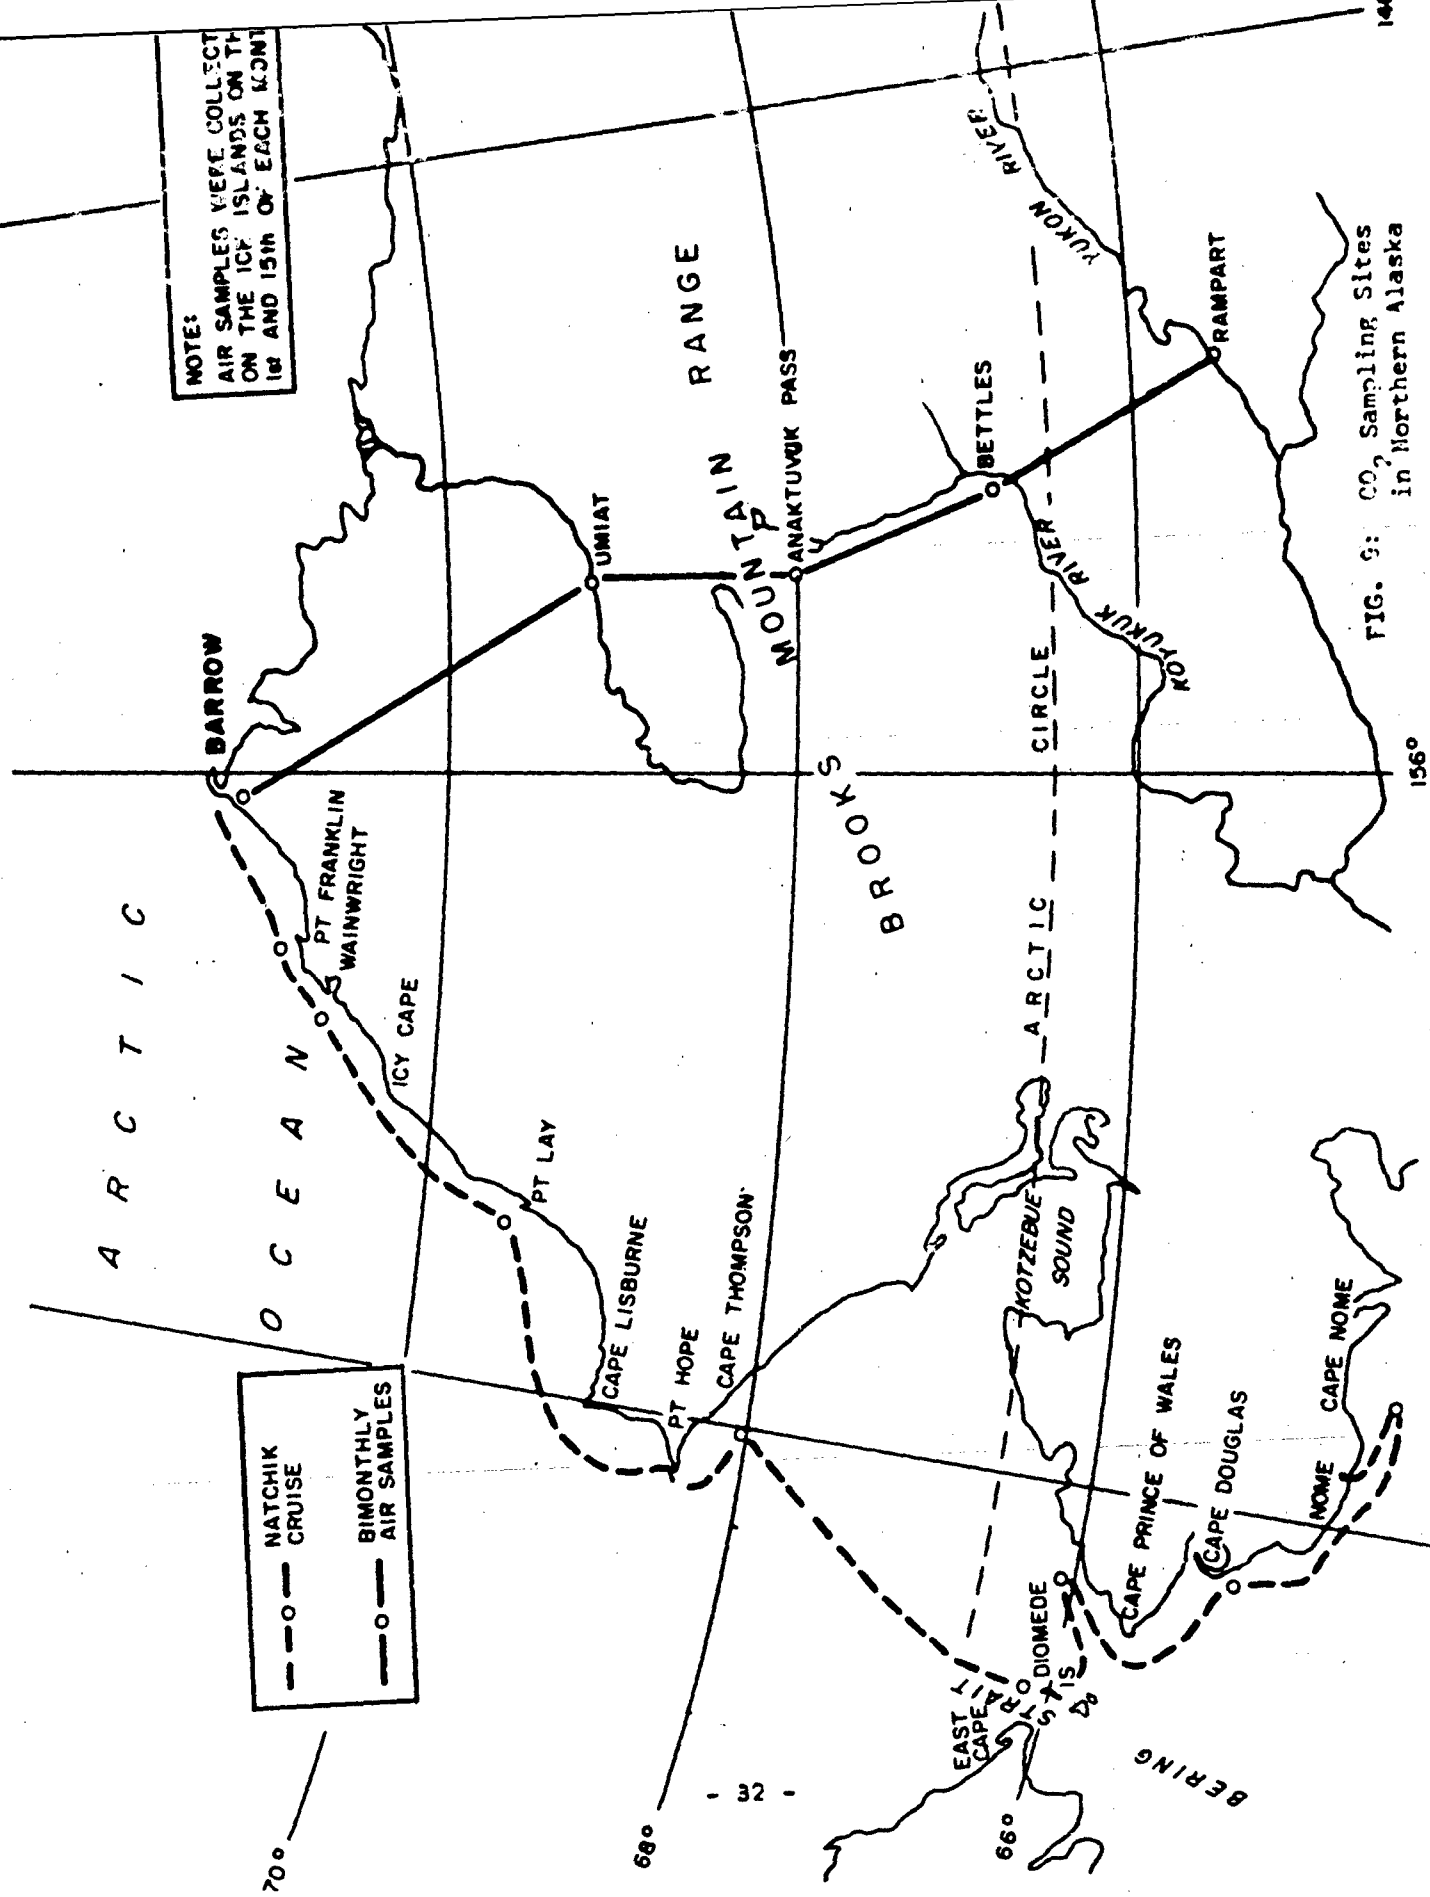 NOTE:
AIR SAMPLES WERE COLLECT
ON THE ICE ISLANDS ON TH
1st AND 15th OF EACH MONT
NATCHIK
CRUISE
BIMONTHLY
AIR SAMPLES
ARCTIC
OCEAN
BARROW
PT FRANKLIN
WAINWRIGHT
ICY CAPE
PT LAY
CAPE LISBURNE
PT HOPE
CAPE THOMPSON
UMIAT
BROOKS
MOUNTAIN
RANGE
ANAKTUVUK PASS
BETTLES
RAMPART
YUKON
RIVER
RIVER
KOYUKUK
RIVER
ARCTIC CIRCLE
KOTZEBUE
SOUND
EAST
CAPE
DIOMEDE
IS
BERING
STRAIT
CAPE PRINCE OF WALES
CAPE DOUGLAS
NOME
CAPE NOME
70°
68°
66°
156°
- 32 -
FIG. 9: CO2 Sampling Sites
in Northern Alaska